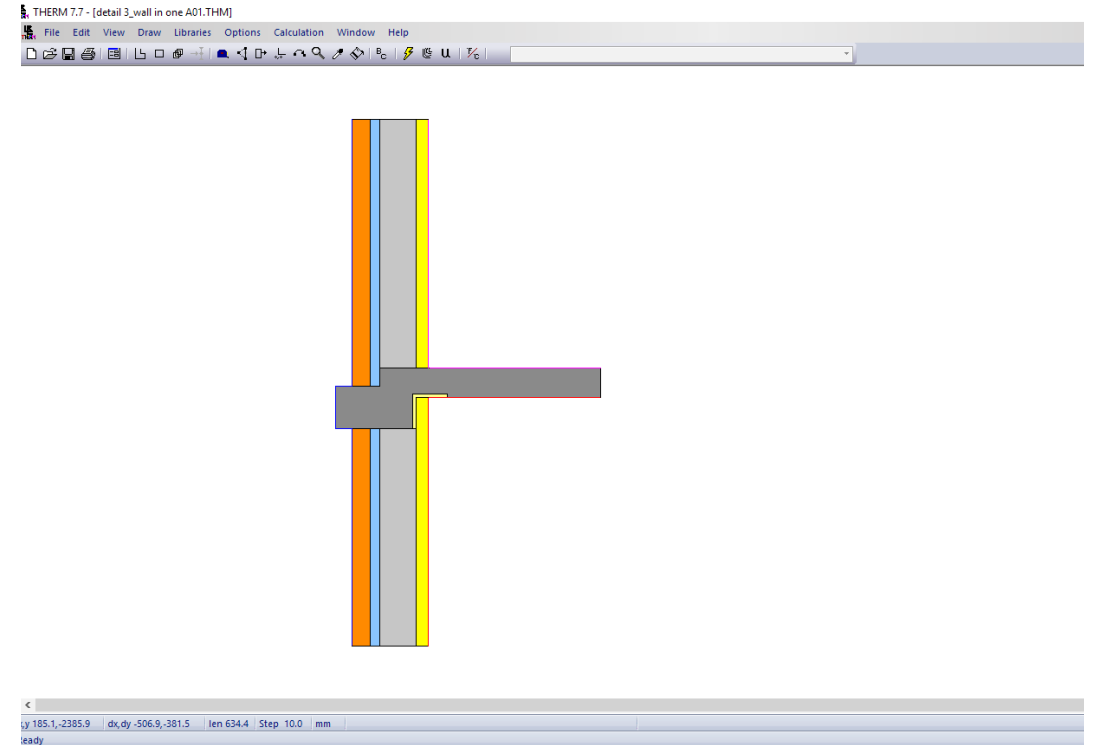 THERM 7.7 - [detail 3_wall in one A01.THM]
File Edit View Draw Libraries Options Calculation Window Help
B C U T/C
,y 185.1,-2385.9 dx,dy -506.9,-381.5 len 634.4 Step 10.0 mm
eady